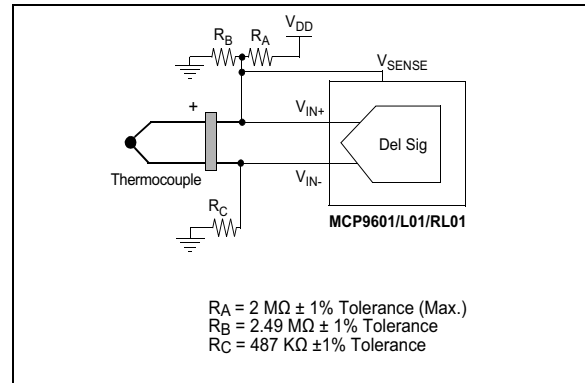 V_DD
R_B R_A
V_SENSE
+
V_IN+
Del Sig
Thermocouple
V_IN-
R_C
MCP9601/L01/RL01
R_A = 2 MΩ ± 1% Tolerance (Max.)
R_B = 2.49 MΩ ± 1% Tolerance
R_C = 487 KΩ ±1% Tolerance